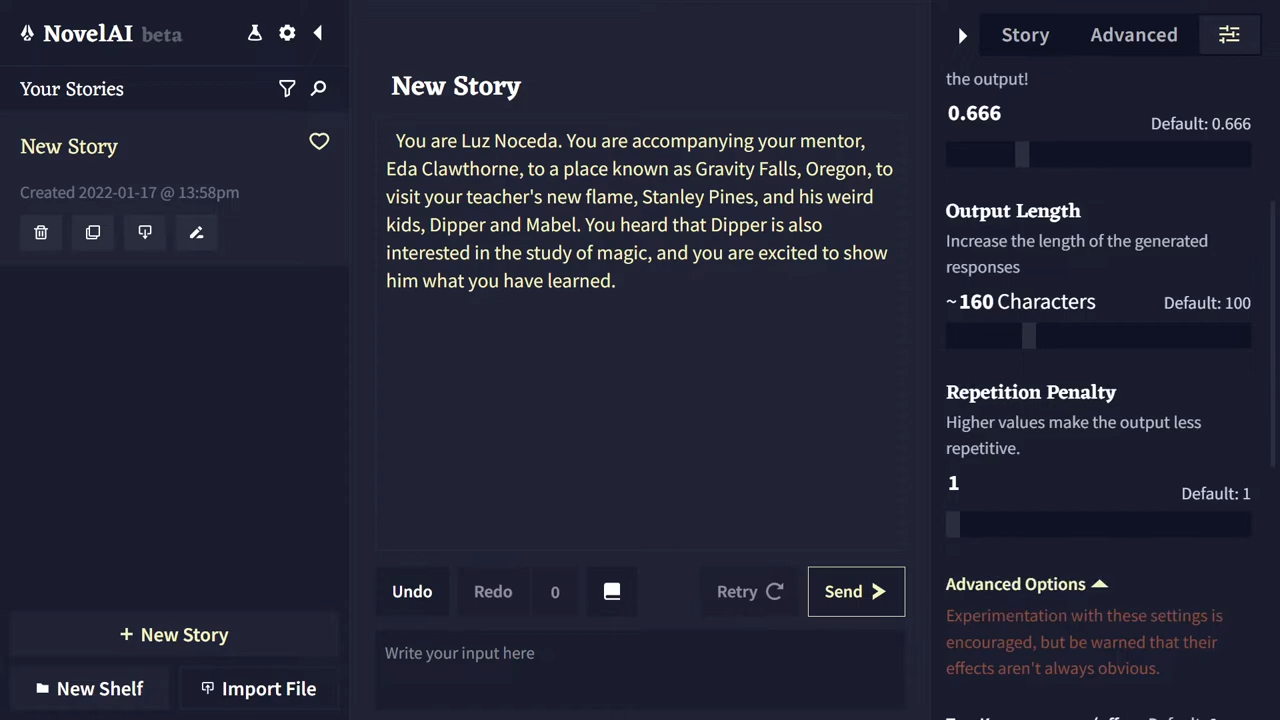 NovelAI beta
Your Stories
New Story
Created 2022-01-17 @ 13:58pm
+ New Story
New Shelf
Import File
New Story
You are Luz Noceda. You are accompanying your mentor,
Eda Clawthorne, to a place known as Gravity Falls, Oregon, to
visit your teacher's new flame, Stanley Pines, and his weird
kids, Dipper and Mabel. You heard that Dipper is also
interested in the study of magic, and you are excited to show
him what you have learned.
Undo
Redo
0
Retry
Send
Write your input here
Story
Advanced
the output!
0.666
Default: 0.666
Output Length
Increase the length of the generated
responses
~160 Characters
Default: 100
Repetition Penalty
Higher values make the output less
repetitive.
1
Default: 1
Advanced Options
Experimentation with these settings is
encouraged, but be warned that their
effects aren't always obvious.